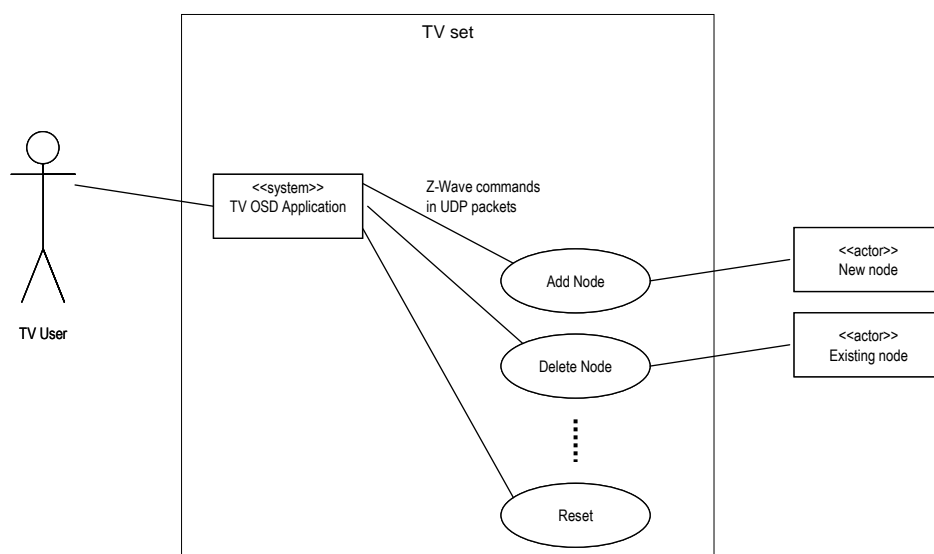 TV set
<<system>>
TV OSD Application
Z-Wave commands
in UDP packets
Add Node
<<actor>>
New node
TV User
Delete Node
<<actor>>
Existing node
Reset